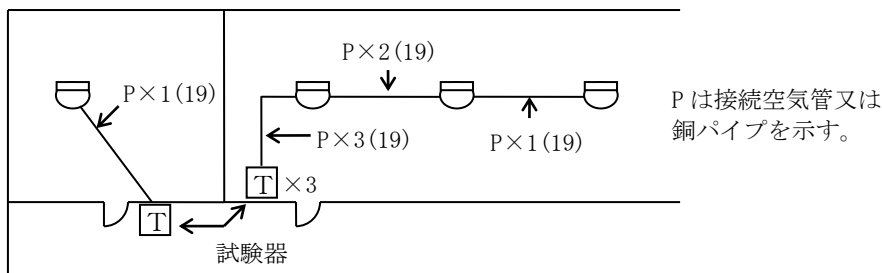 P×2(19)
P×1(19)
P×3(19)
P×1(19)
T×3
T
試験器
Pは接続空気管又は
銅パイプを示す。